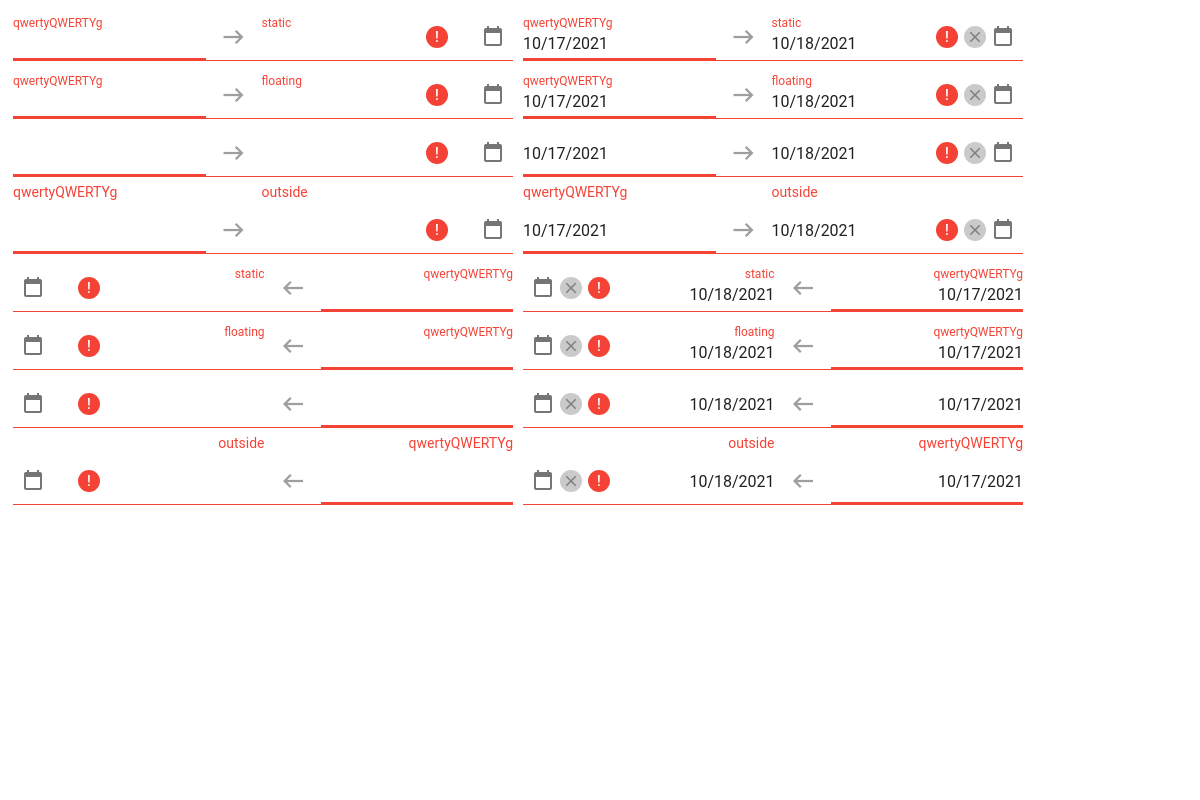 qwertyQWERTYg static qwertyQWERTYg static
10/17/2021 10/18/2021
qwertyQWERTYg floating qwertyQWERTYg floating
10/17/2021 10/18/2021
10/17/2021 10/18/2021
qwertyQWERTYg outside qwertyQWERTYg outside
10/17/2021 10/18/2021
static qwertyQWERTYg static qwertyQWERTYg
10/18/2021 10/17/2021
floating qwertyQWERTYg floating qwertyQWERTYg
10/18/2021 10/17/2021
10/18/2021 10/17/2021
outside qwertyQWERTYg outside qwertyQWERTYg
10/18/2021 10/17/2021